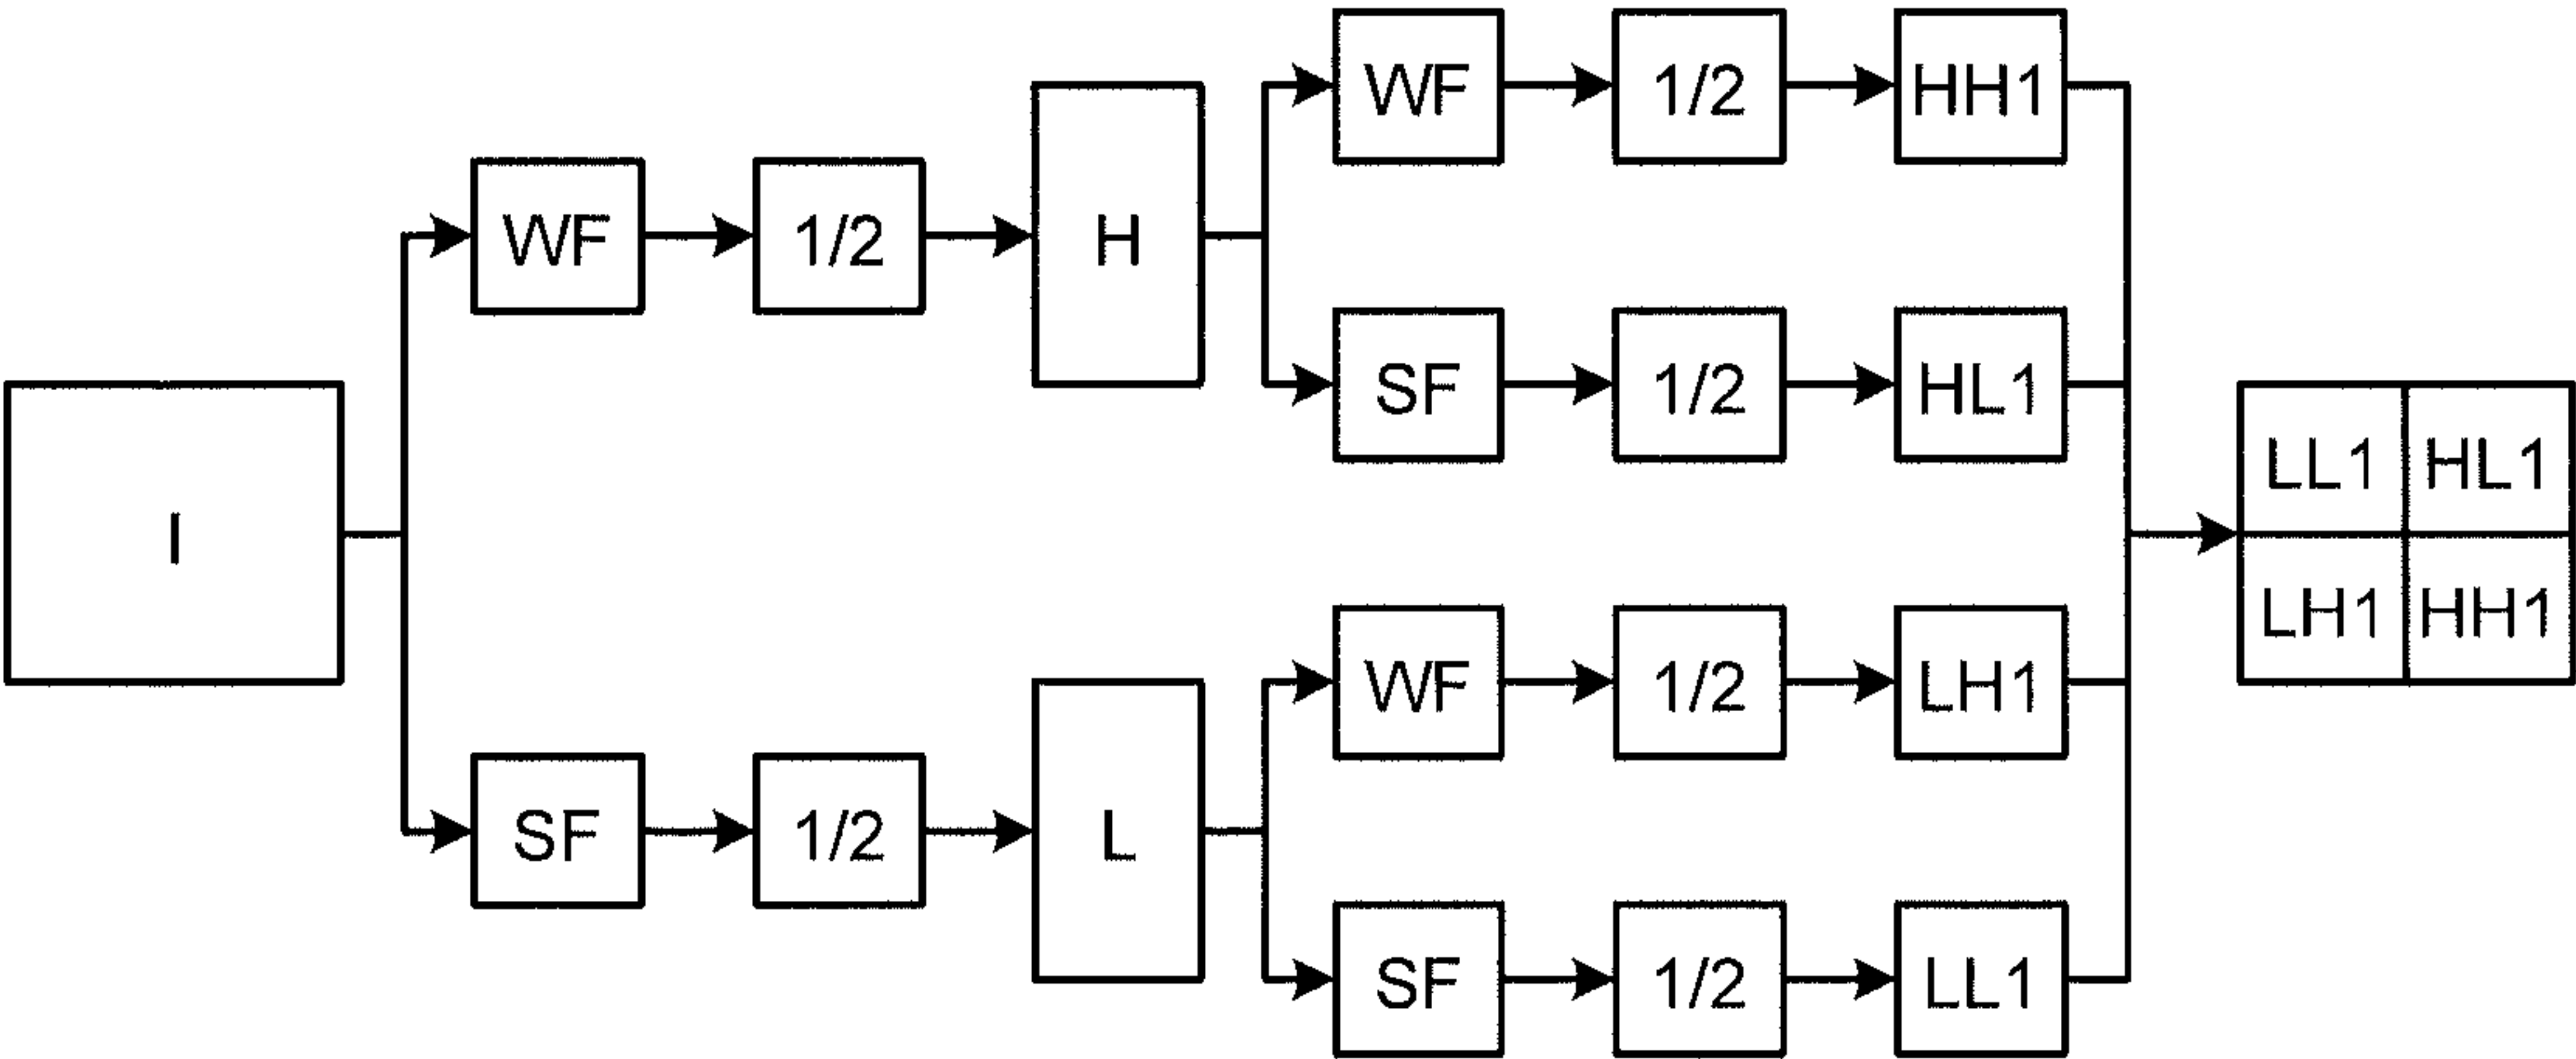 WF 1/2 HH1
WF 1/2 H
SF 1/2 HL1
I
LL1 HL1
LH1 HH1
WF 1/2 LH1
SF 1/2 L
SF 1/2 LL1